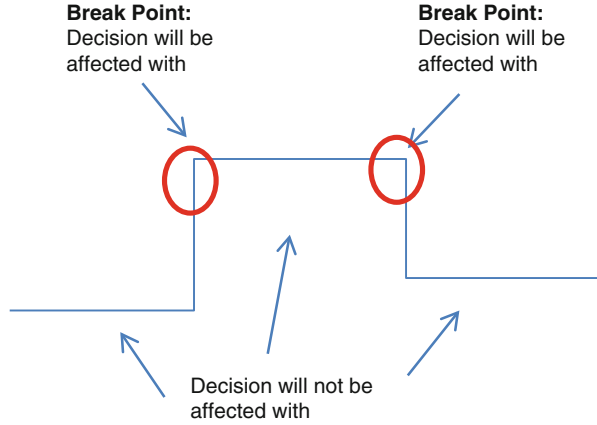 Break Point:
Decision will be
affected with
Break Point:
Decision will be
affected with
Decision will not be
affected with